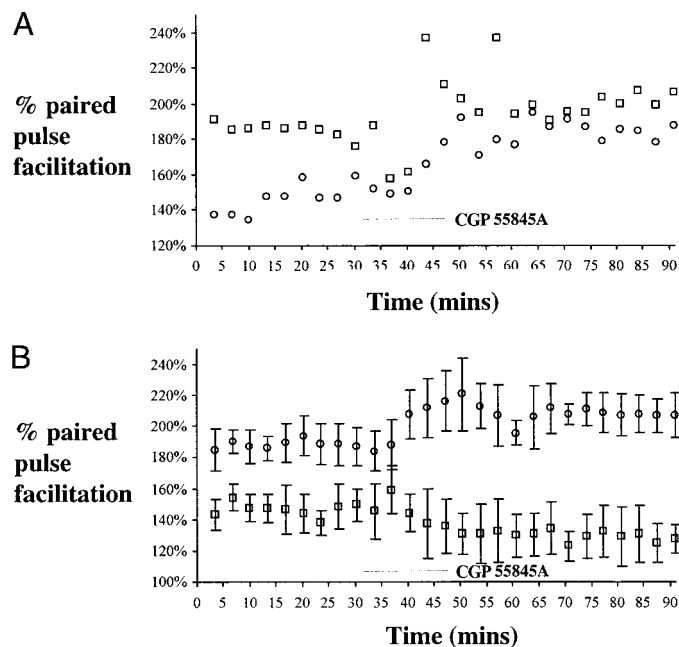 A
% paired
pulse
facilitation
240%
220%
200%
180%
160%
140%
120%
CGP 55845A
0 5 10 15 20 25 30 35 40 45 50 55 60 65 70 75 80 85 90
Time (mins)
B
% paired
pulse
facilitation
240%
220%
200%
180%
160%
140%
120%
100%
CGP 55845A
0 5 10 15 20 25 30 35 40 45 50 55 60 65 70 75 80 85 90
Time (mins)